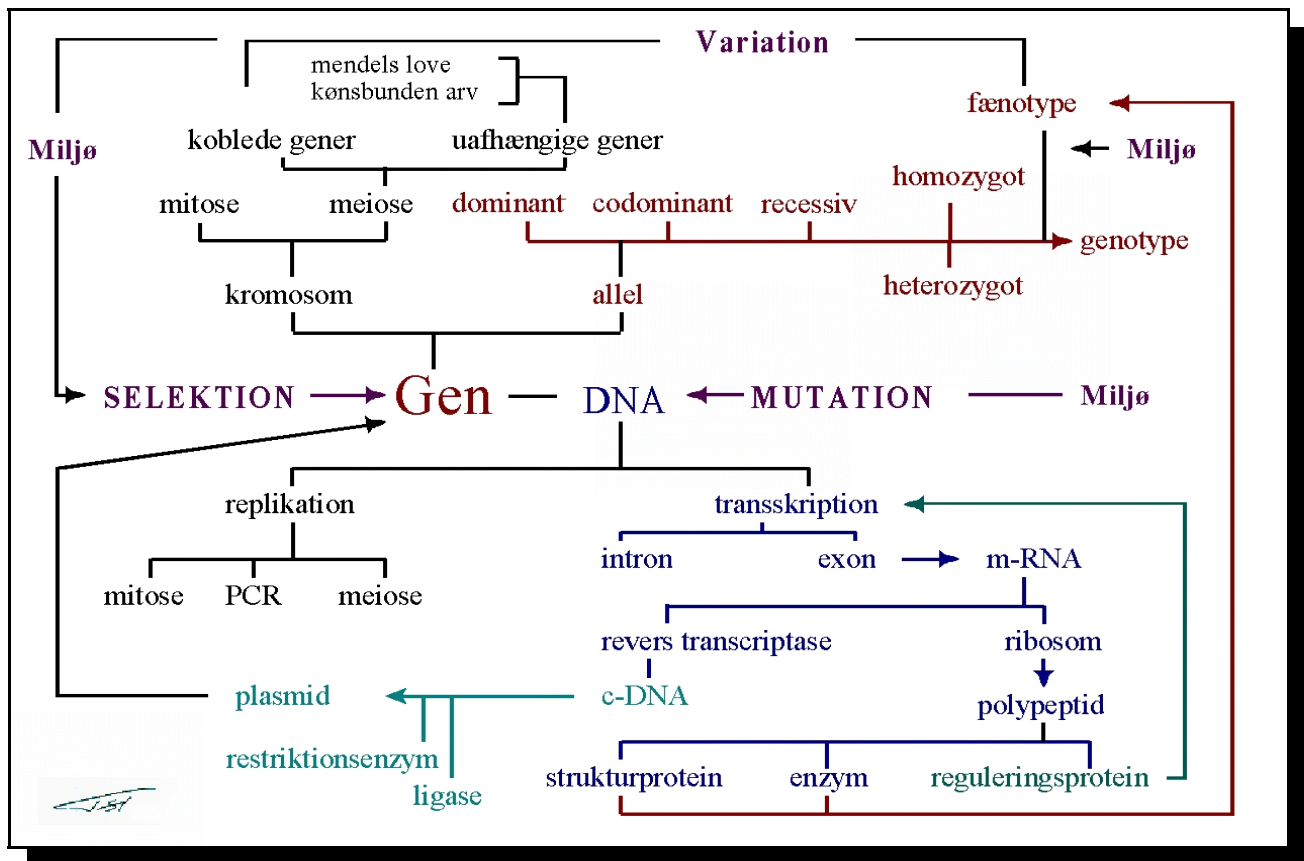 Variation
mendels love
kønsbunden arv
fænotype
koblede gener
uafhængige gener
Miljø
Miljø
homozygot
mitose
meiose
dominant
codominant
recessiv
genotype
heterozygot
kromosom
allel
SELEKTION
Gen
DNA
MUTATION
Miljø
replikation
transskription
intron
exon
m-RNA
mitose
PCR
meiose
revers transcriptase
ribosom
plasmid
c-DNA
polypeptid
restriktionsenzym
strukturprotein
enzym
reguleringsprotein
ligase